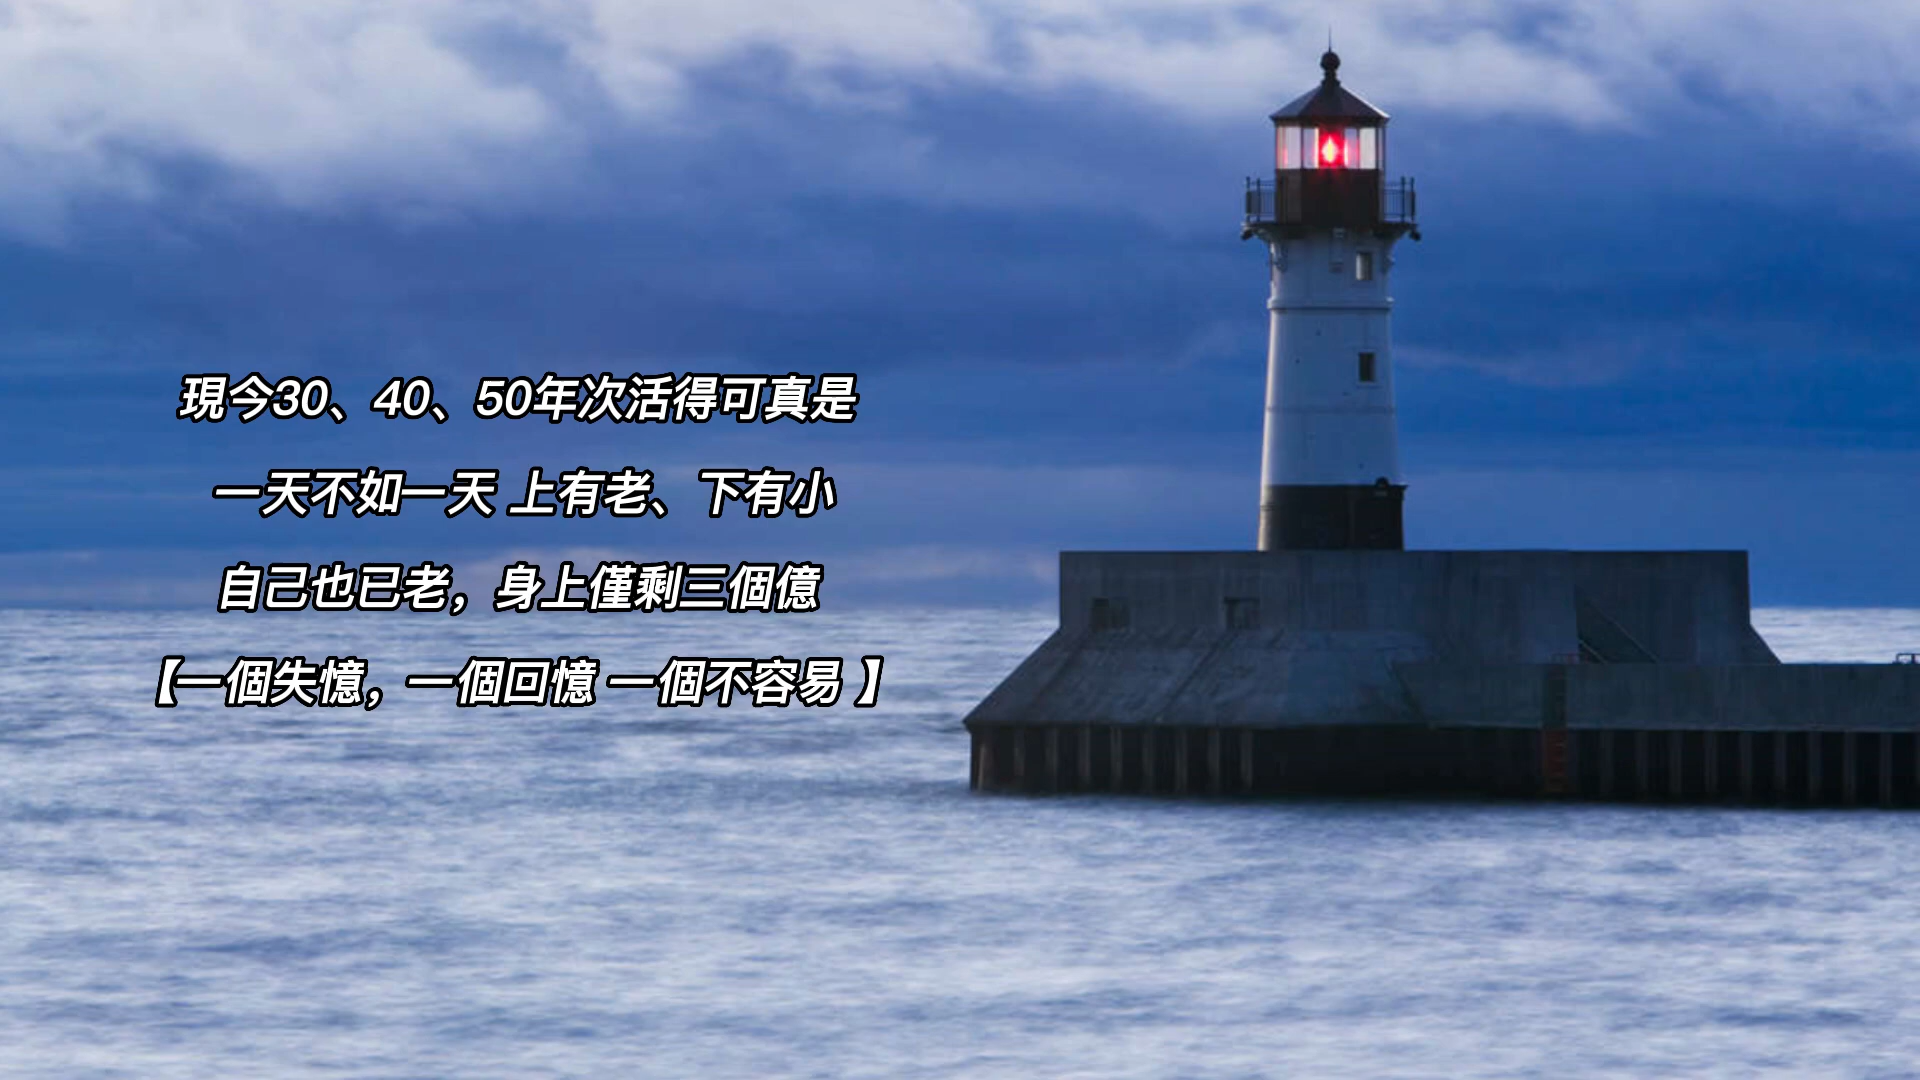 現今30、40、50年次活得可真是
一天不如一天 上有老、下有小
自己也已老，身上僅剩三個億
【一個失憶，一個回憶 一個不容易 】